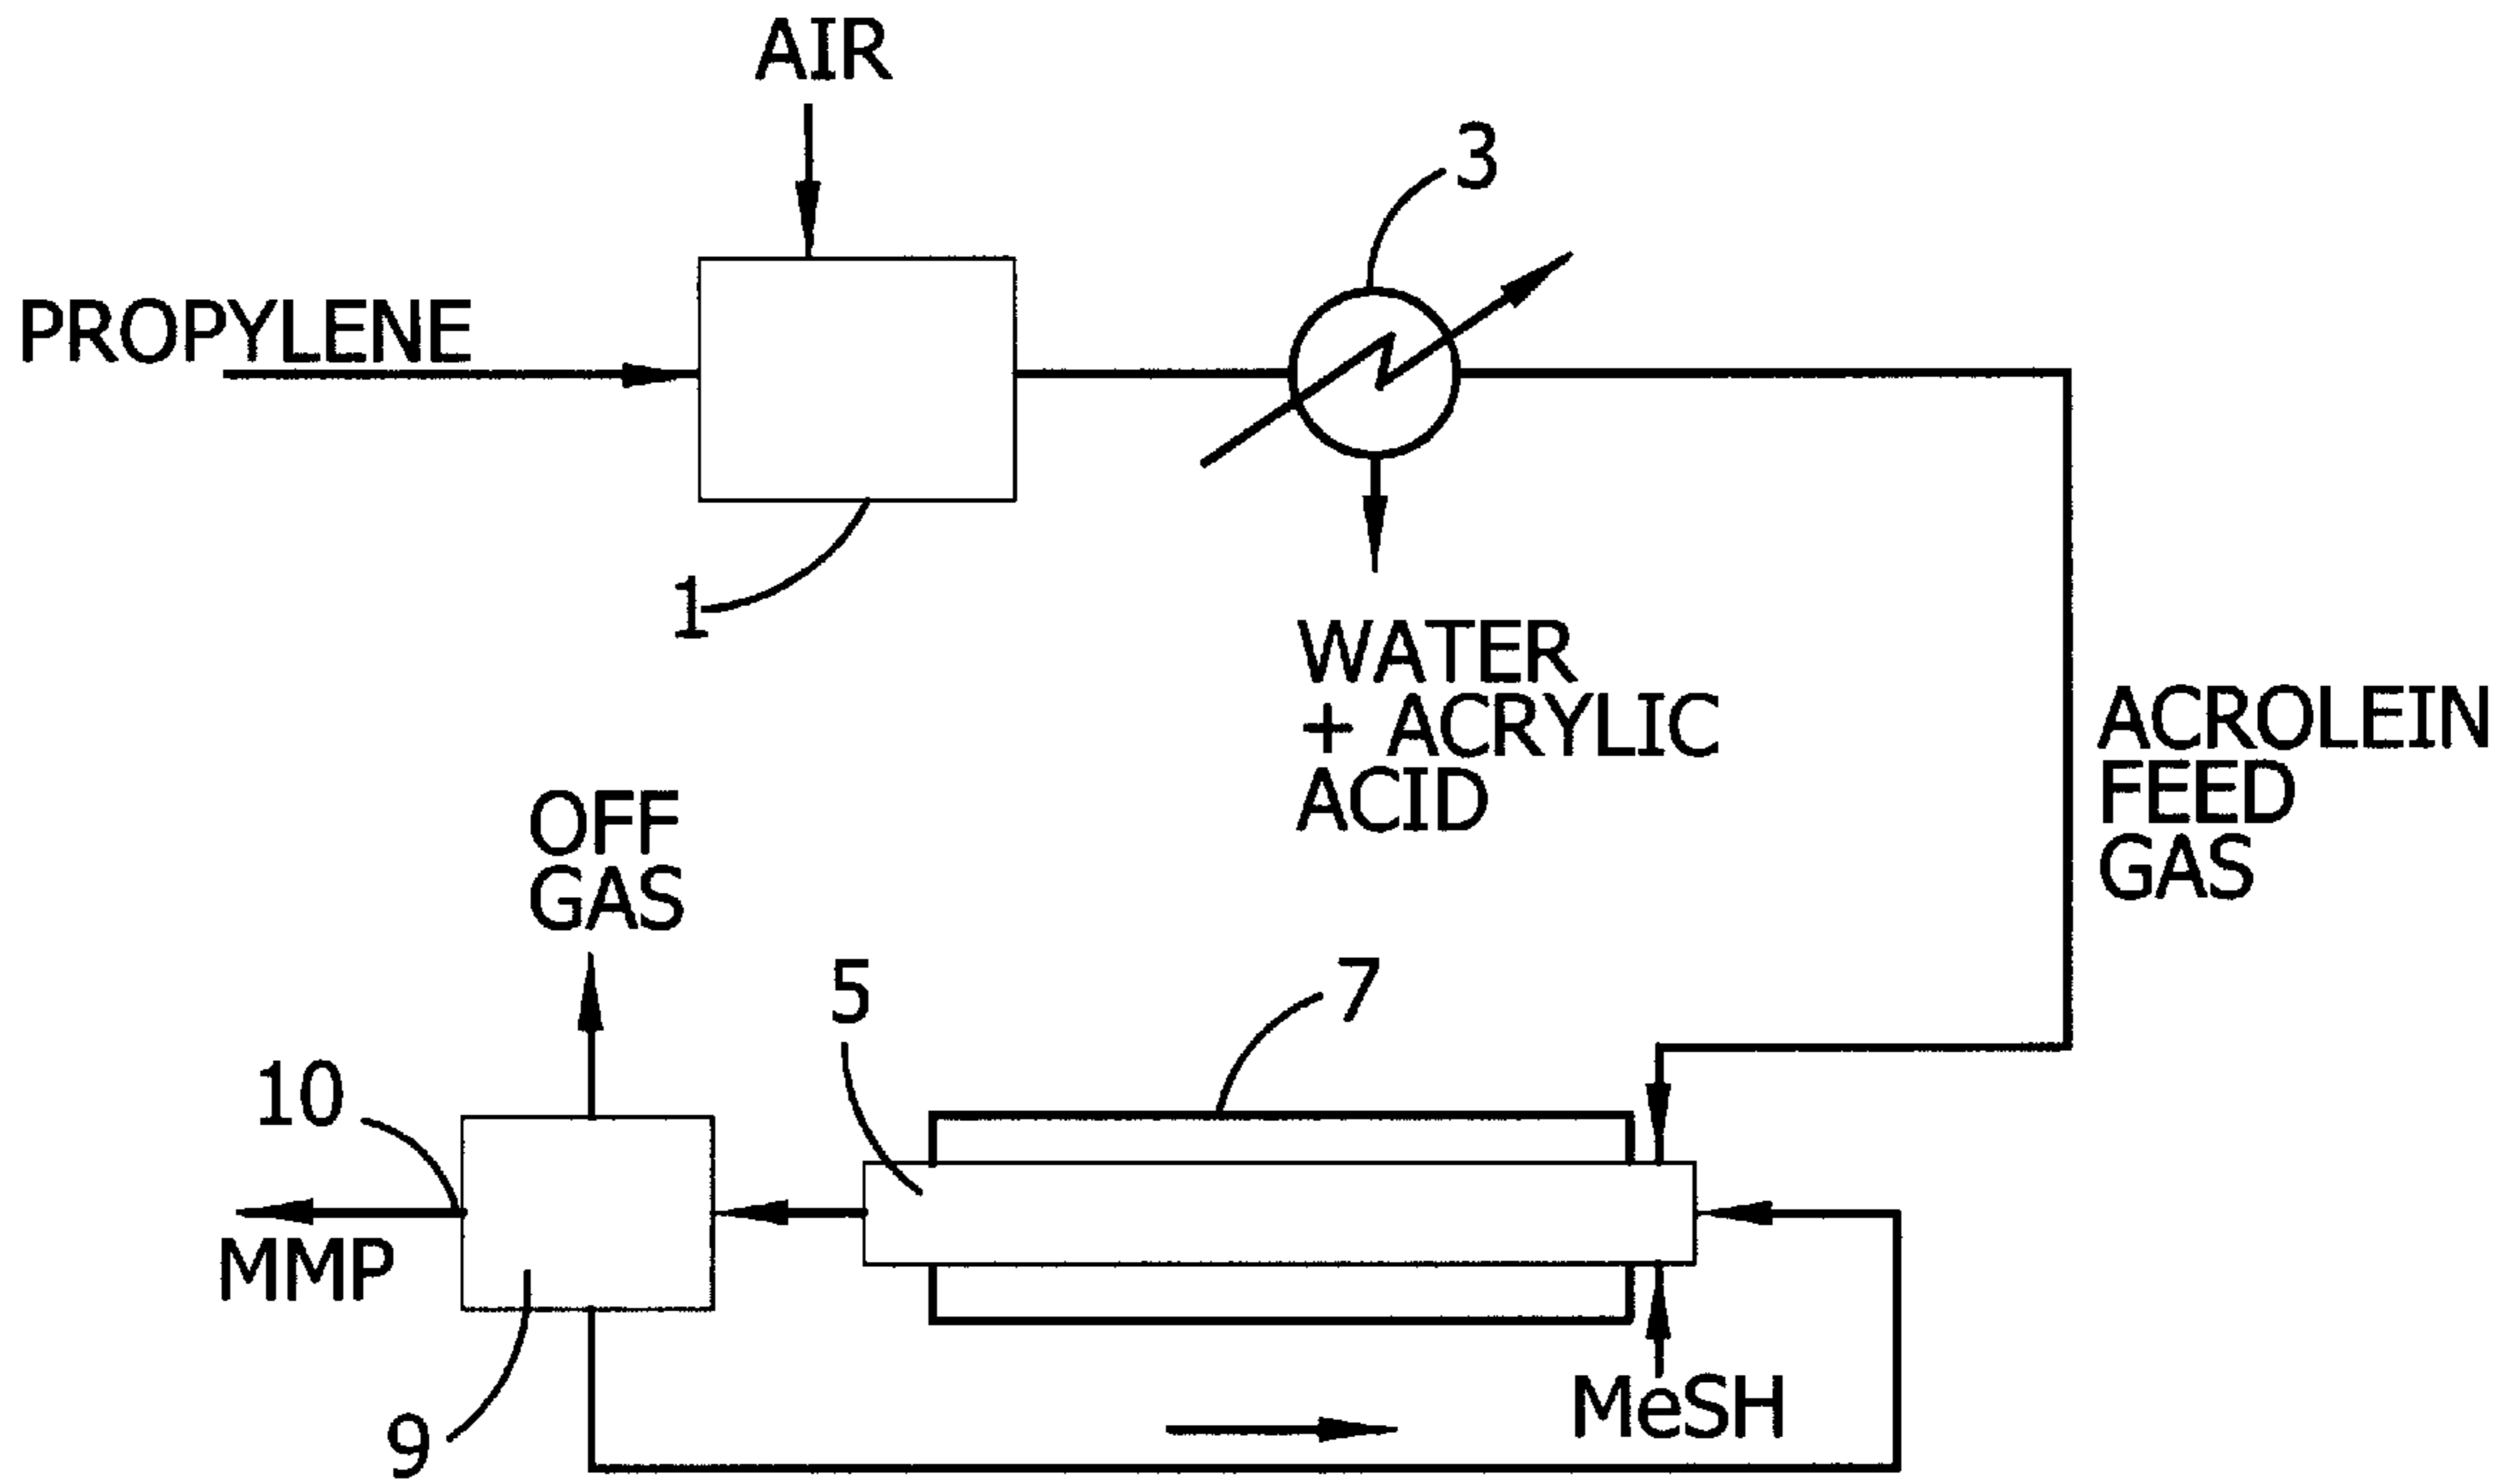 AIR
3
PROPYLENE
1
WATER
+ ACRYLIC
ACID
ACROLEIN
FEED
GAS
OFF
GAS
5
7
10
MMP
MeSH
9